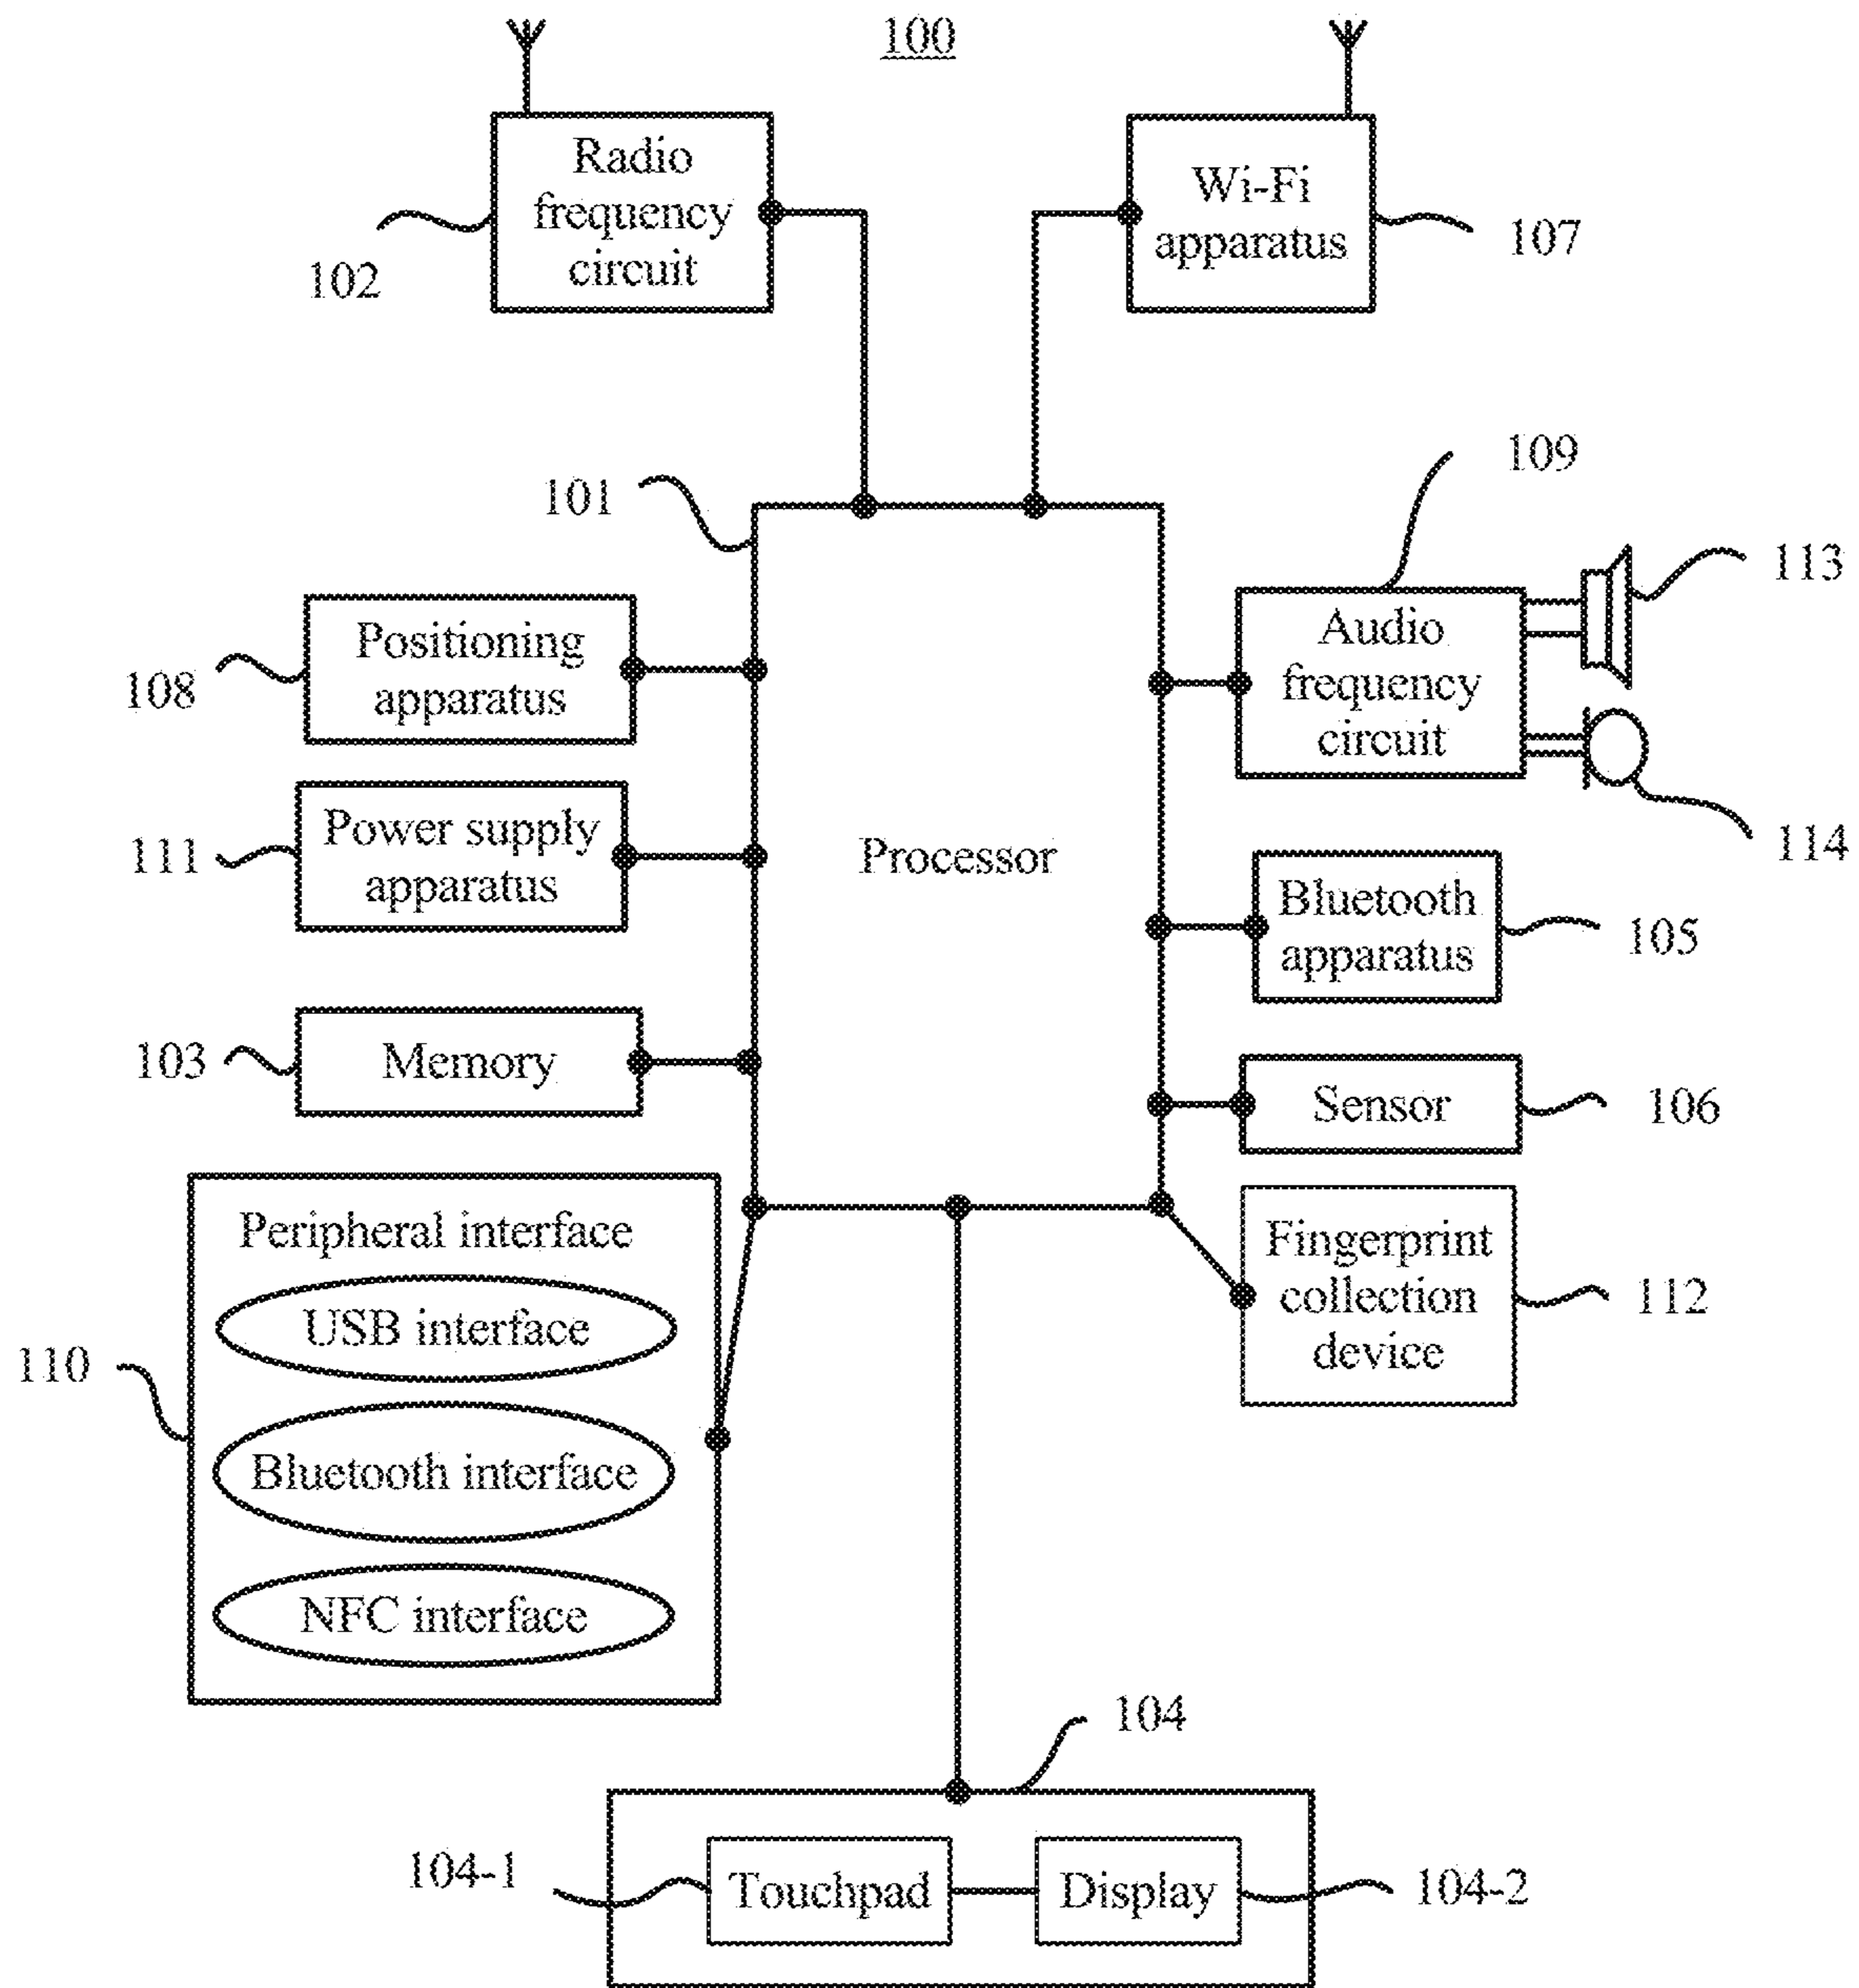 100
Radio
frequency
circuit
102
Wi-Fi
apparatus
107
101
109
113
Positioning
apparatus
108
Audio
frequency
circuit
114
Power supply
apparatus
111
Processor
Bluetooth
apparatus
105
103
Memory
Sensor
106
Peripheral interface
USB interface
Bluetooth interface
NFC interface
110
Fingerprint
collection
device
112
104
104-1
Touchpad
Display
104-2